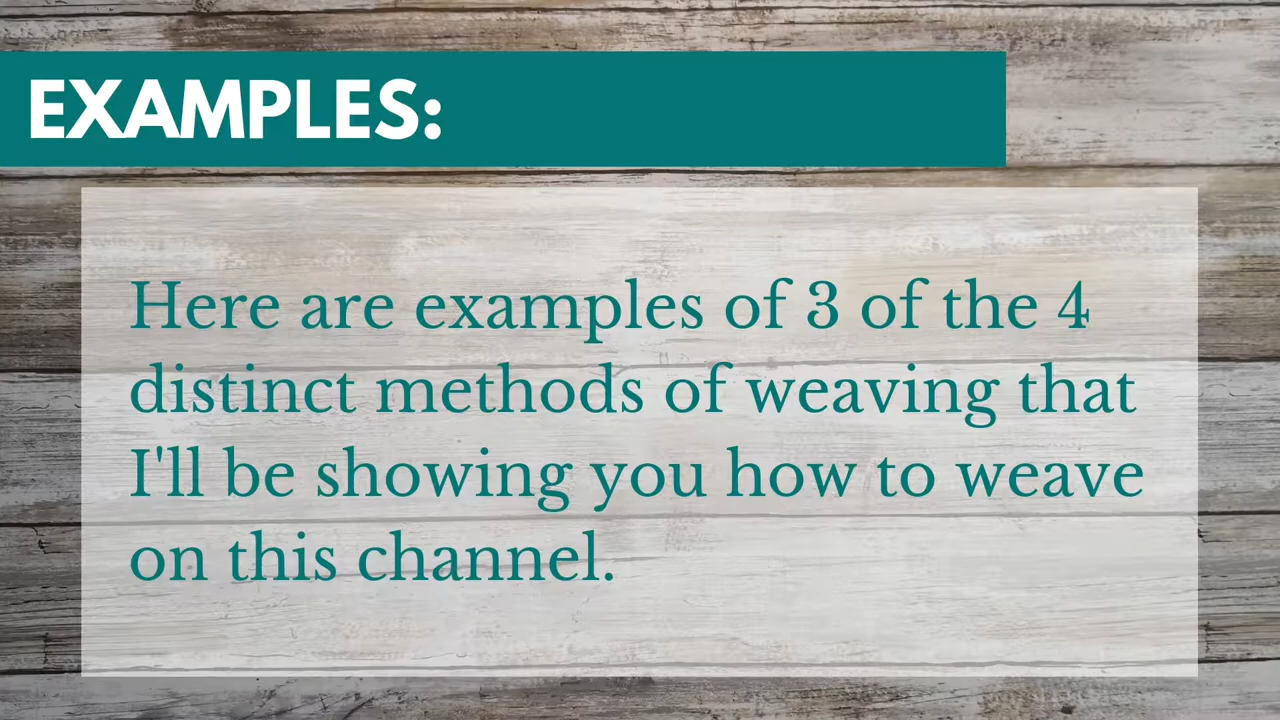 EXAMPLES:
Here are examples of 3 of the 4
distinct methods of weaving that
I'll be showing you how to weave
on this channel.